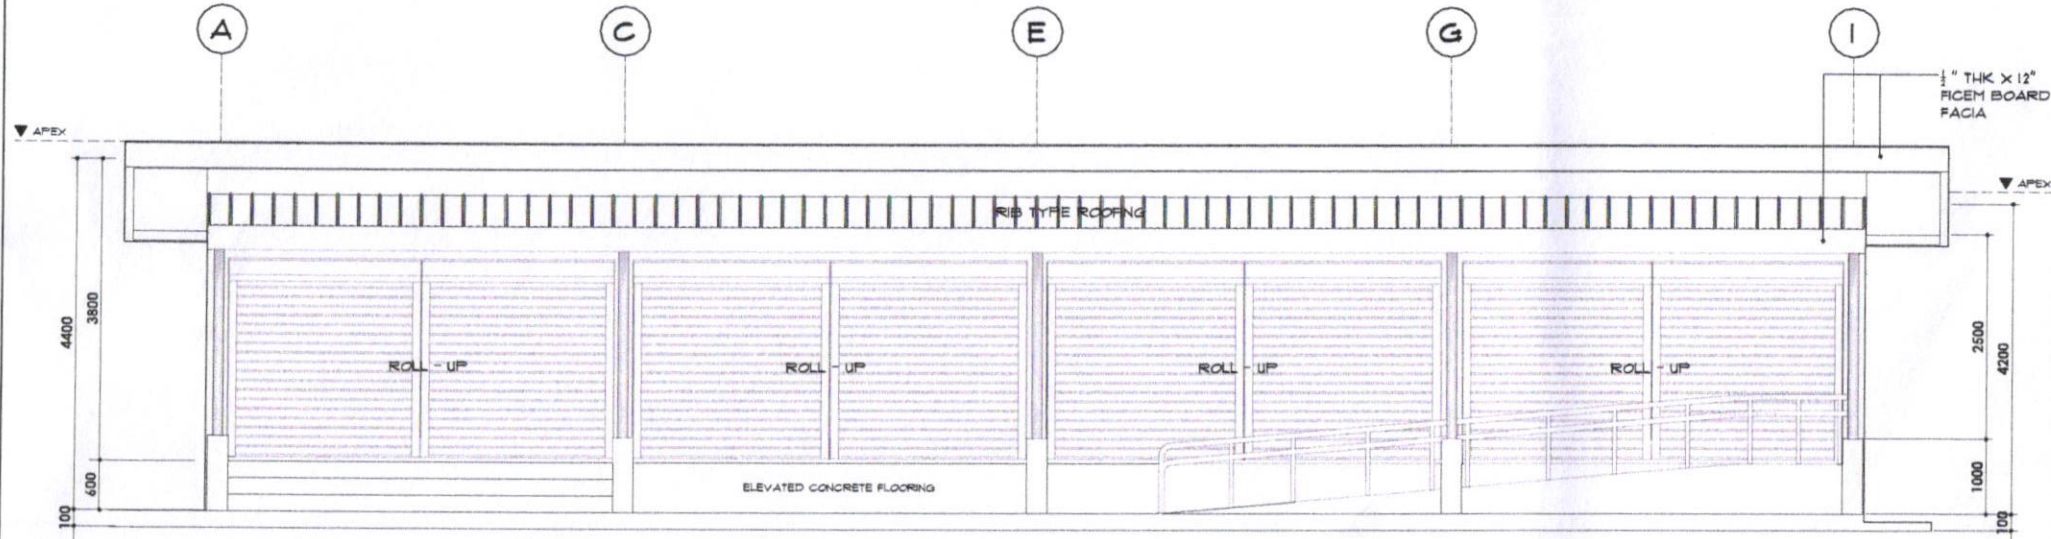 A
C
E
G
I
½" THK X 12"
FICEM BOARD
FACIA
APEX
APEX
RIB TYPE ROOFING
4400
3800
2500
4200
ROLL - UP
ROLL - UP
ROLL - UP
ROLL - UP
600
ELEVATED CONCRETE FLOORING
1000
100
100